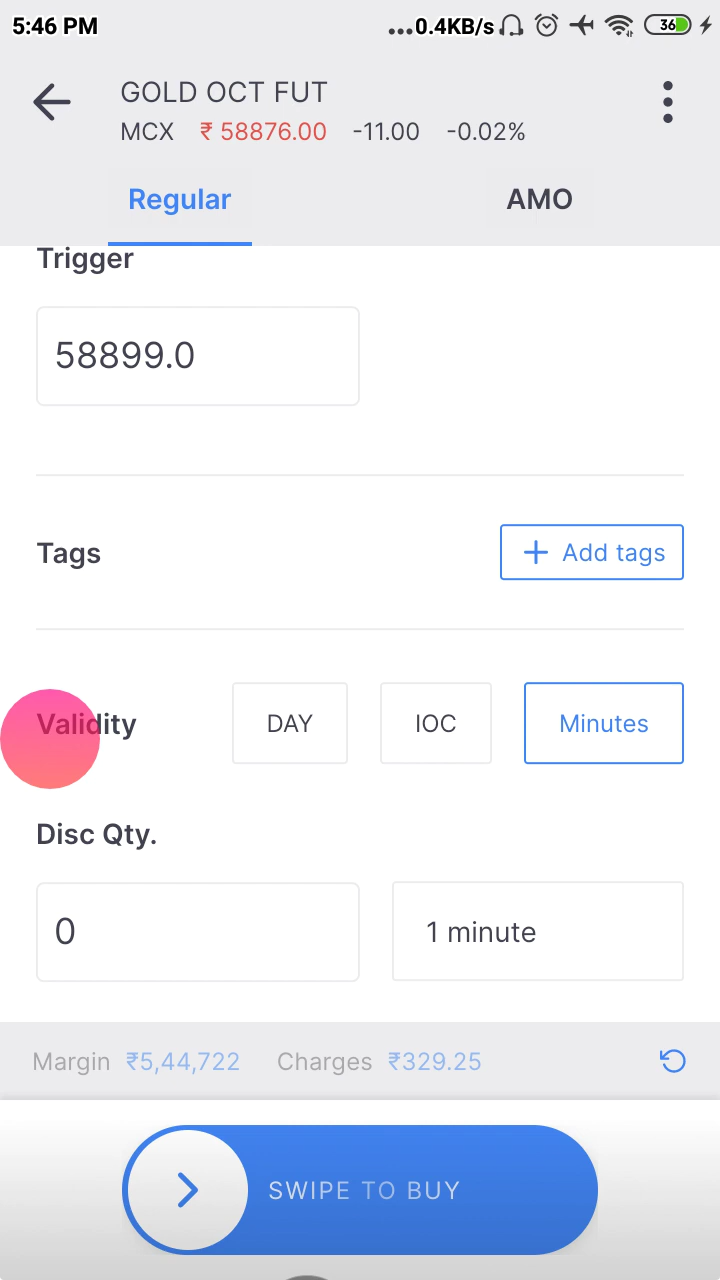 5:46 PM ...0.4KB/s 36
GOLD OCT FUT
MCX ₹ 58876.00 -11.00 -0.02%
Regular AMO
Trigger
58899.0
Tags + Add tags
Validity DAY IOC Minutes
Disc Qty.
0 1 minute
Margin ₹5,44,722 Charges ₹329.25
SWIPE TO BUY